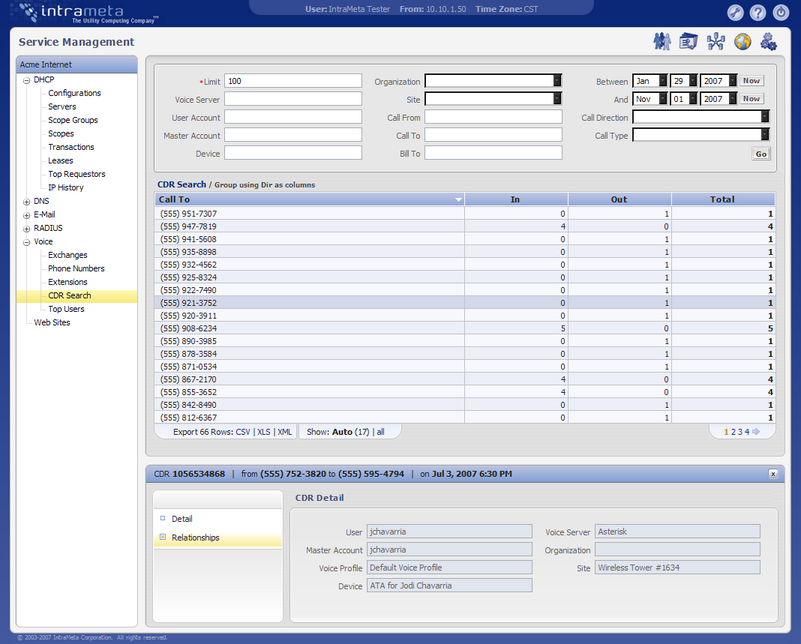 intrameta
The Utility Computing Company
User: IntraMeta Tester From: 10.10.1.50 Time Zone: CST
Service Management
Acme Internet
DHCP
Configurations
Servers
Scope Groups
Scopes
Transactions
Leases
Top Requestors
IP History
DNS
E-Mail
RADIUS
Voice
Exchanges
Phone Numbers
Extensions
CDR Search
Top Users
Web Sites
*Limit 100 Organization Between Jan 29 2007 Now
Voice Server Site And Nov 01 2007 Now
User Account Call From Call Direction
Master Account Call To Call Type
Device Bill To Go
CDR Search / Group using Dir as columns
Call To In Out Total
(555) 951-7307 0 1 1
(555) 947-7819 4 0 4
(555) 941-5608 0 1 1
(555) 935-8898 0 1 1
(555) 932-4562 0 1 1
(555) 925-8324 0 1 1
(555) 922-7490 0 1 1
(555) 921-3752 0 1 1
(555) 920-3911 0 1 1
(555) 908-6234 5 0 5
(555) 890-3985 0 1 1
(555) 878-3584 0 1 1
(555) 871-0534 0 1 1
(555) 867-2170 4 0 4
(555) 855-3652 4 0 4
(555) 842-8490 0 1 1
(555) 812-6367 0 1 1
Export 66 Rows: CSV | XLS | XML Show: Auto (17) | all 1 2 3 4
CDR 1056534868 | from (555) 752-3820 to (555) 595-4794 | on Jul 3, 2007 6:30 PM x
Detail
Relationships
CDR Detail
User jchavarria Voice Server Asterisk
Master Account jchavarria Organization
Voice Profile Default Voice Profile Site Wireless Tower #1634
Device ATA for Jodi Chavarria
© 2003-2007 IntraMeta Corporation. All rights reserved.